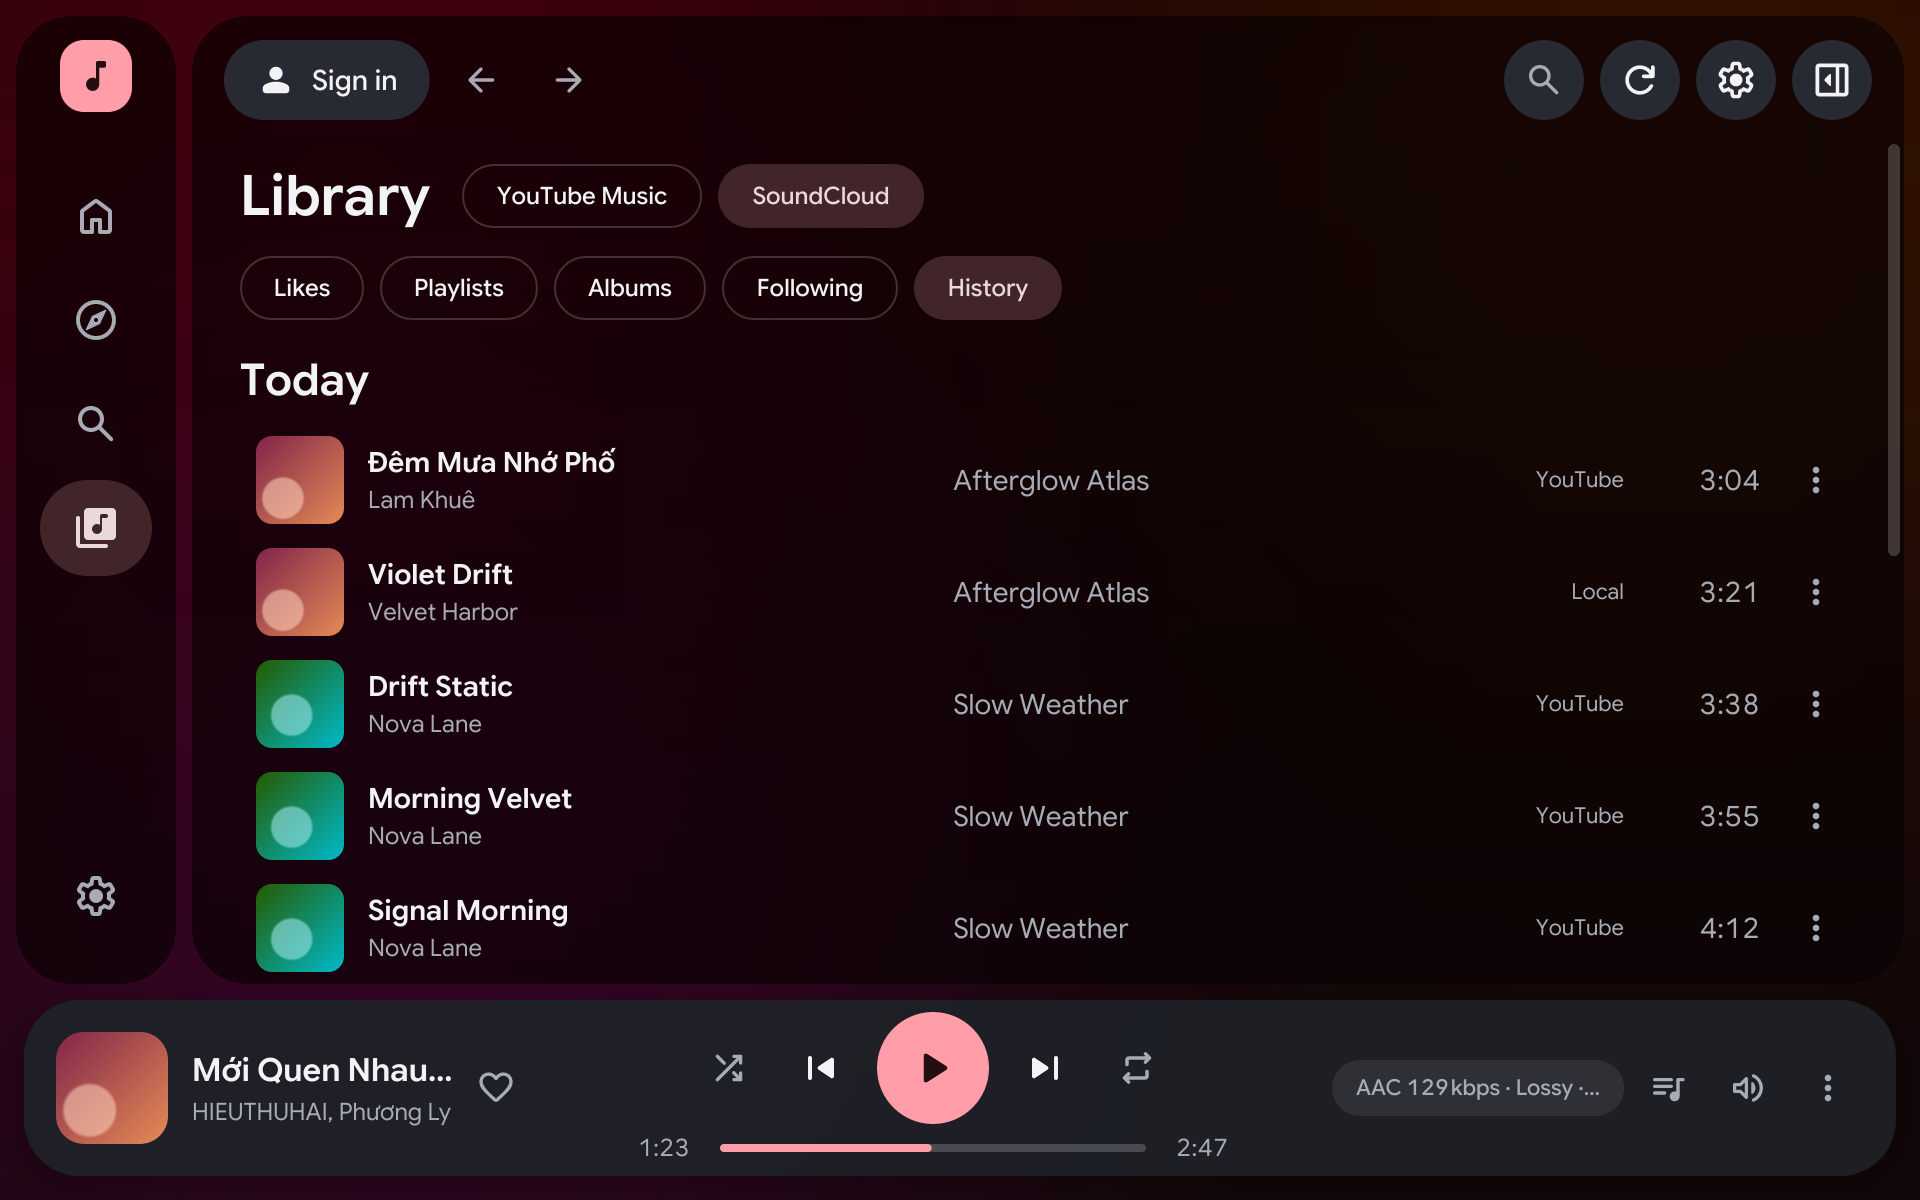 Sign in
Library
YouTube Music
SoundCloud
Likes
Playlists
Albums
Following
History
Today
Đêm Mưa Nhớ Phố
Lam Khuê
Afterglow Atlas
YouTube
3:04
Violet Drift
Velvet Harbor
Afterglow Atlas
Local
3:21
Drift Static
Nova Lane
Slow Weather
YouTube
3:38
Morning Velvet
Nova Lane
Slow Weather
YouTube
3:55
Signal Morning
Nova Lane
Slow Weather
YouTube
4:12
Mới Quen Nhau...
HIEUTHUHAI, Phương Ly
1:23
2:47
AAC 129kbps · Lossy ·...